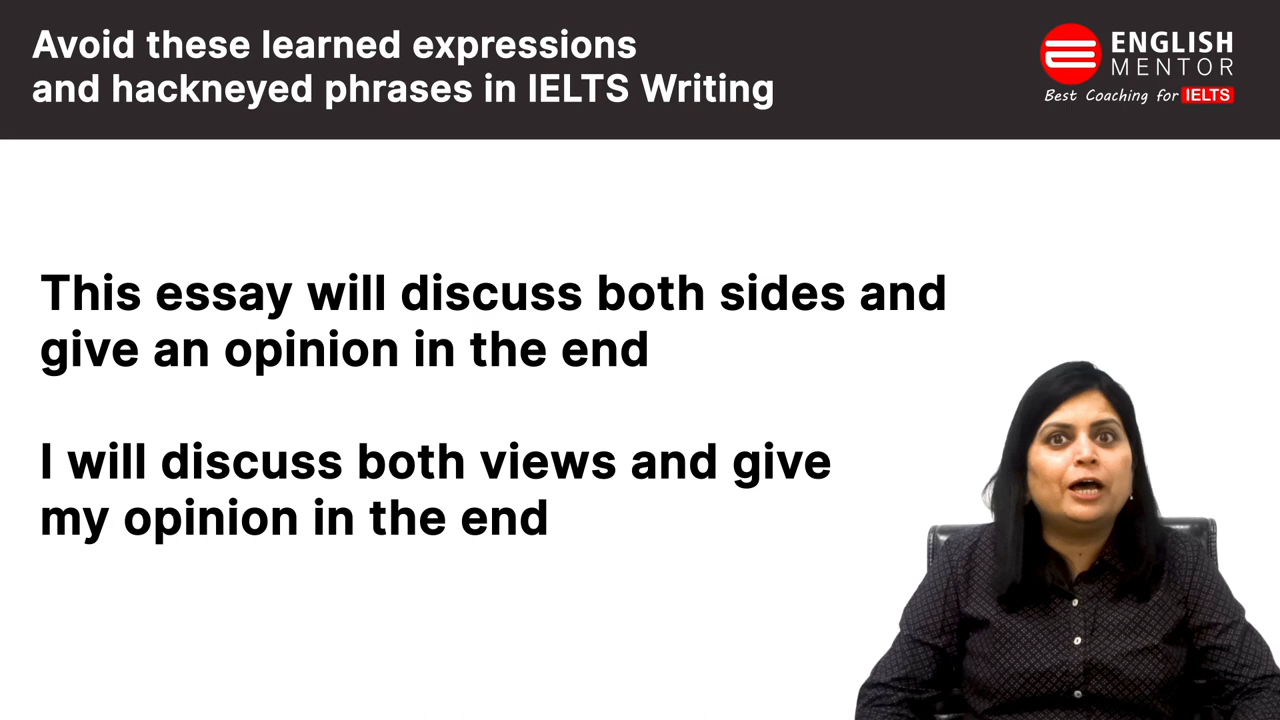 Avoid these learned expressions
and hackneyed phrases in IELTS Writing
ENGLISH
MENTOR
Best Coaching for IELTS
This essay will discuss both sides and
give an opinion in the end
I will discuss both views and give
my opinion in the end